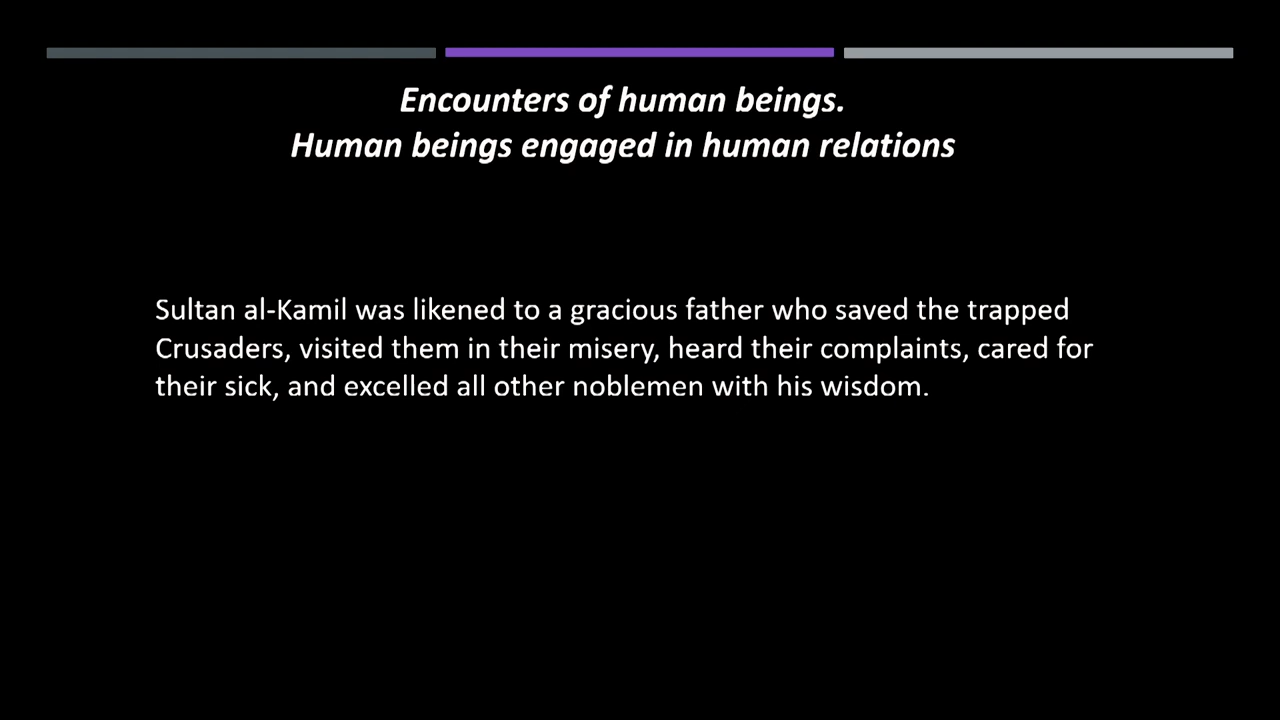 Encounters of human beings.
Human beings engaged in human relations
Sultan al-Kamil was likened to a gracious father who saved the trapped
Crusaders, visited them in their misery, heard their complaints, cared for
their sick, and excelled all other noblemen with his wisdom.